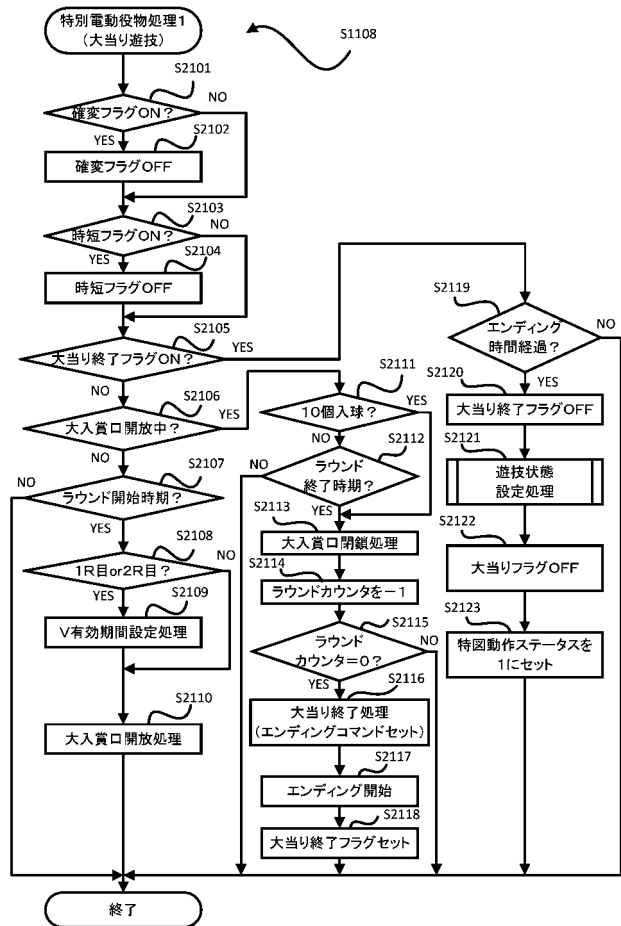 特別電動役物処理1
(大当り遊技)
S1108
S2101
確変フラグON?
NO
YES
S2102
確変フラグOFF
S2103
時短フラグON?
NO
YES
S2104
時短フラグOFF
S2105
大当り終了フラグON?
YES
NO
S2106
大入賞口開放中?
YES
NO
S2107
NO
ラウンド開始時期?
YES
S2108
1R目or2R目?
NO
YES
S2109
V有効期間設定処理
S2110
大入賞口開放処理
S2111
10個入球?
YES
NO
S2112
NO
ラウンド
終了時期?
YES
S2113
大入賞口閉鎖処理
S2114
ラウンドカウンタを-1
S2115
ラウンド
カウンタ=0?
NO
YES
S2116
大当り終了処理
(エンディングコマンドセット)
S2117
エンディング開始
S2118
大当り終了フラグセット
S2119
エンディング
時間経過?
NO
YES
S2120
大当り終了フラグOFF
S2121
遊技状態
設定処理
S2122
大当りフラグOFF
S2123
特図動作ステータスを
1にセット
終了